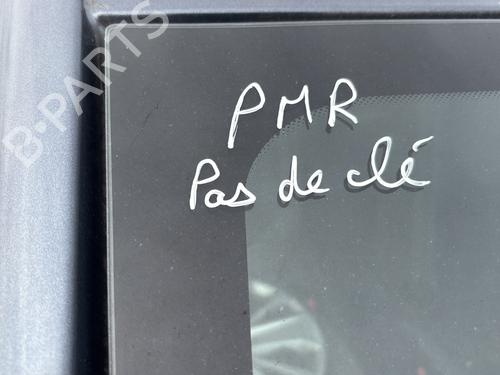 B-PARTS
PMR
Pas de clé